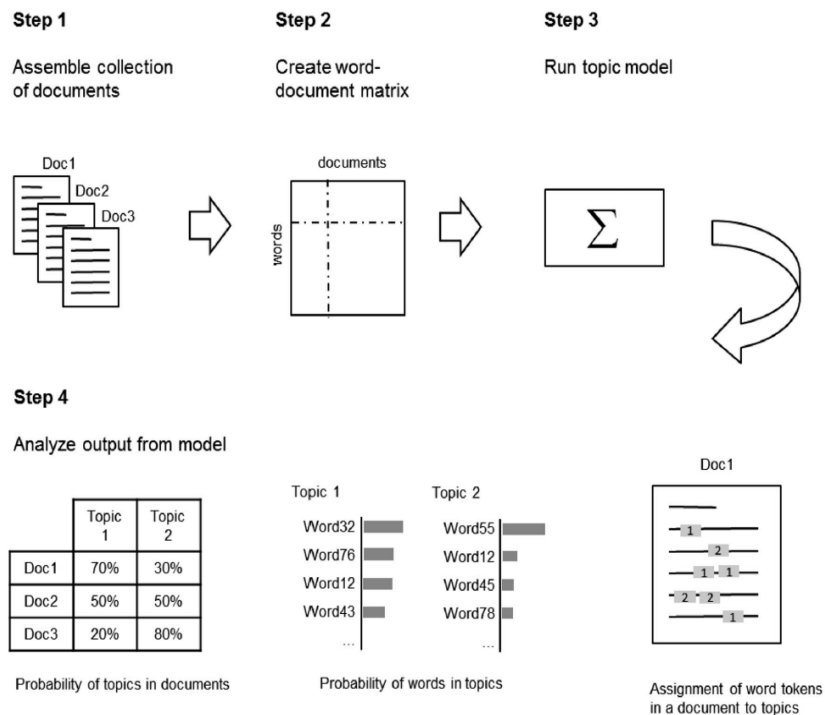 Step 1
Assemble collection
of documents
Step 2
Create word-
document matrix
Step 3
Run topic model
Doc1
Doc2
Doc3
documents
words
Σ
Step 4
Analyze output from model
Topic
1
Topic
2
Doc1 70% 30%
Doc2 50% 50%
Doc3 20% 80%
Probability of topics in documents
Topic 1
Word32
Word76
Word12
Word43
...
Topic 2
Word55
Word12
Word45
Word78
...
Probability of words in topics
Doc1
1
2
1 1
2 2
1
Assignment of word tokens
in a document to topics